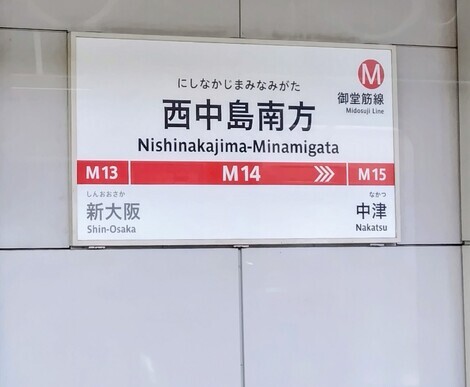 にしなかじまみなみがた
西中島南方
Nishinakajima-Minamigata
M
御堂筋線
Midosuji Line
M13 M14 M15
しんおおさか
新大阪
Shin-Osaka
なかつ
中津
Nakatsu